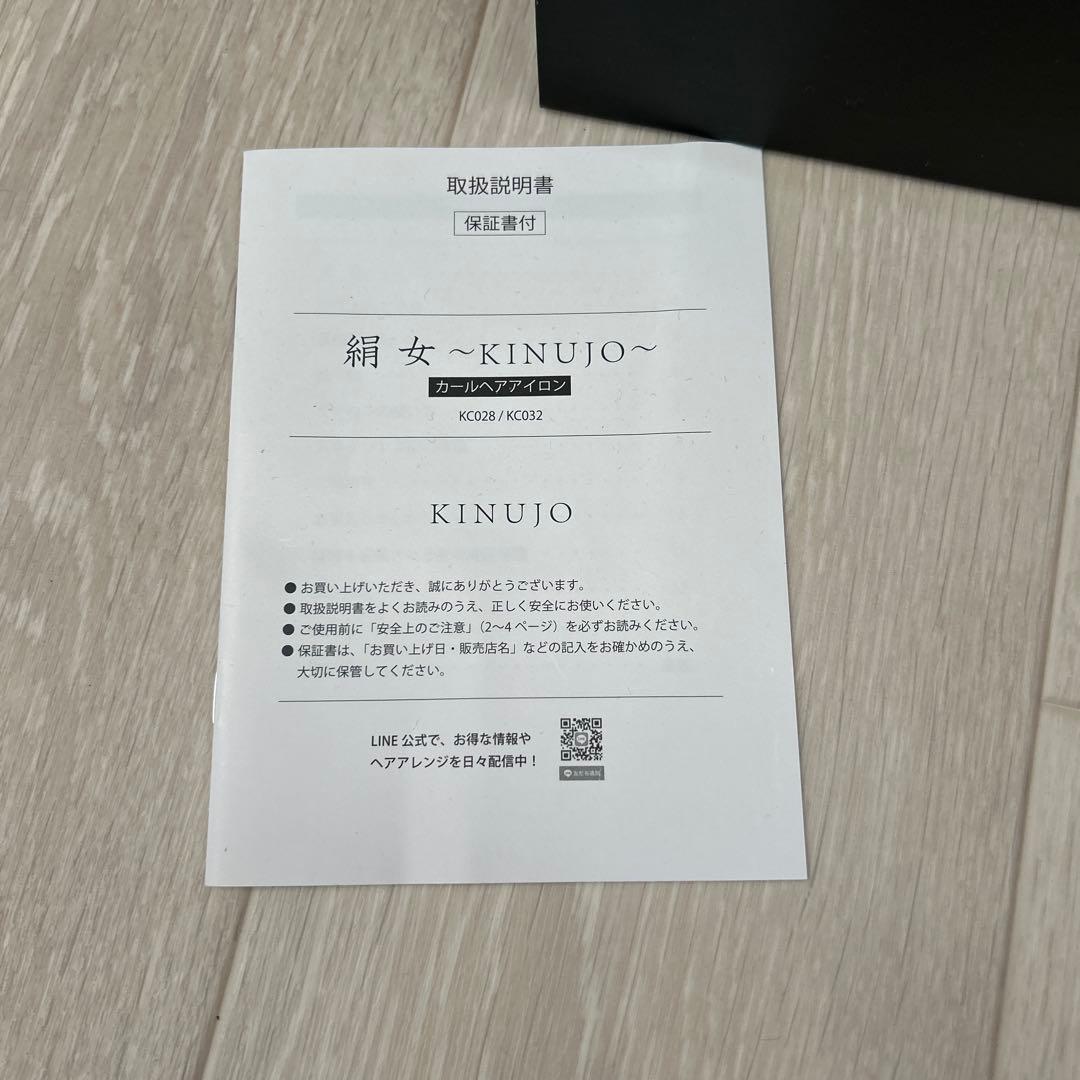 取扱説明書
保証書付
絹女 ~KINUJO~
カールヘアアイロン
KC028 / KC032
KINUJO
● お買い上げいただき、誠にありがとうございます。
● 取扱説明書をよくお読みのうえ、正しく安全にお使いください。
● ご使用前に「安全上のご注意」（2〜4 ページ）を必ずお読みください。
● 保証書は、「お買い上げ日・販売店名」などの記入をお確かめのうえ、
大切に保管してください。
LINE 公式で、お得な情報や
ヘアアレンジを日々配信中！
友だち追加